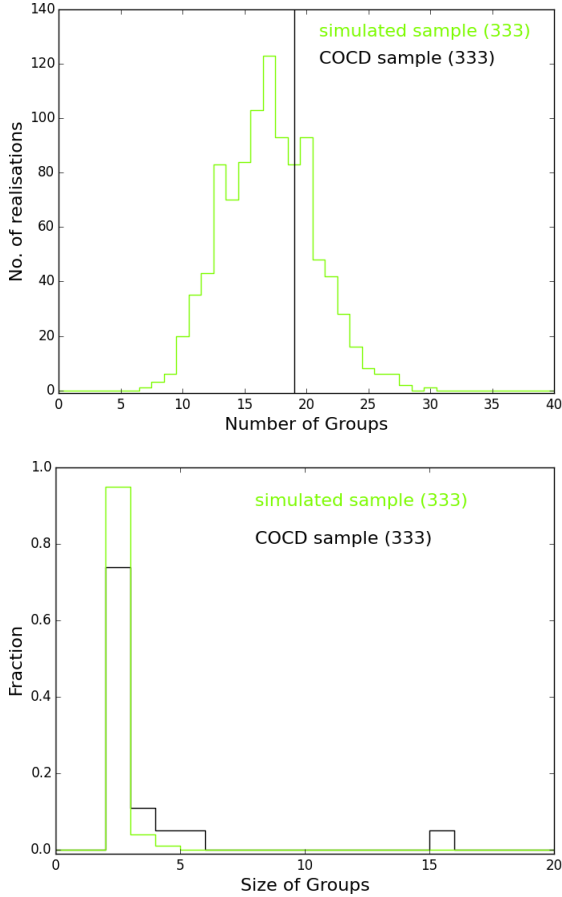 140
120
100
80
60
40
20
0
No. of realisations
simulated sample (333)
COCD sample (333)
0 5 10 15 20 25 30 35 40
Number of Groups
1.0
0.8
0.6
0.4
0.2
0.0
Fraction
simulated sample (333)
COCD sample (333)
0 5 10 15 20
Size of Groups